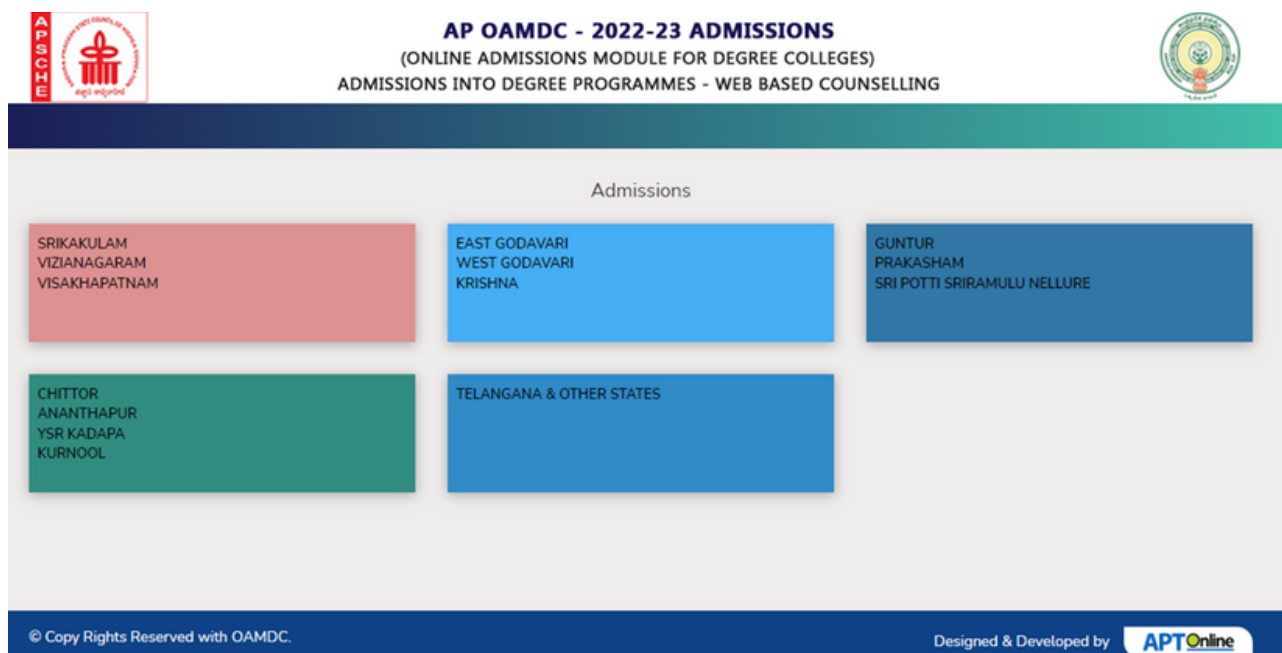 APSCHE
AP OAMDC - 2022-23 ADMISSIONS
(ONLINE ADMISSIONS MODULE FOR DEGREE COLLEGES)
ADMISSIONS INTO DEGREE PROGRAMMES - WEB BASED COUNSELLING
Admissions
SRIKAKULAM
VIZIANAGARAM
VISAKHAPATNAM
EAST GODAVARI
WEST GODAVARI
KRISHNA
GUNTUR
PRAKASHAM
SRI POTTI SRIRAMULU NELLURE
CHITTOR
ANANTHAPUR
YSR KADAPA
KURNOOL
TELANGANA & OTHER STATES
© Copy Rights Reserved with OAMDC.
Designed & Developed by
APTOnline